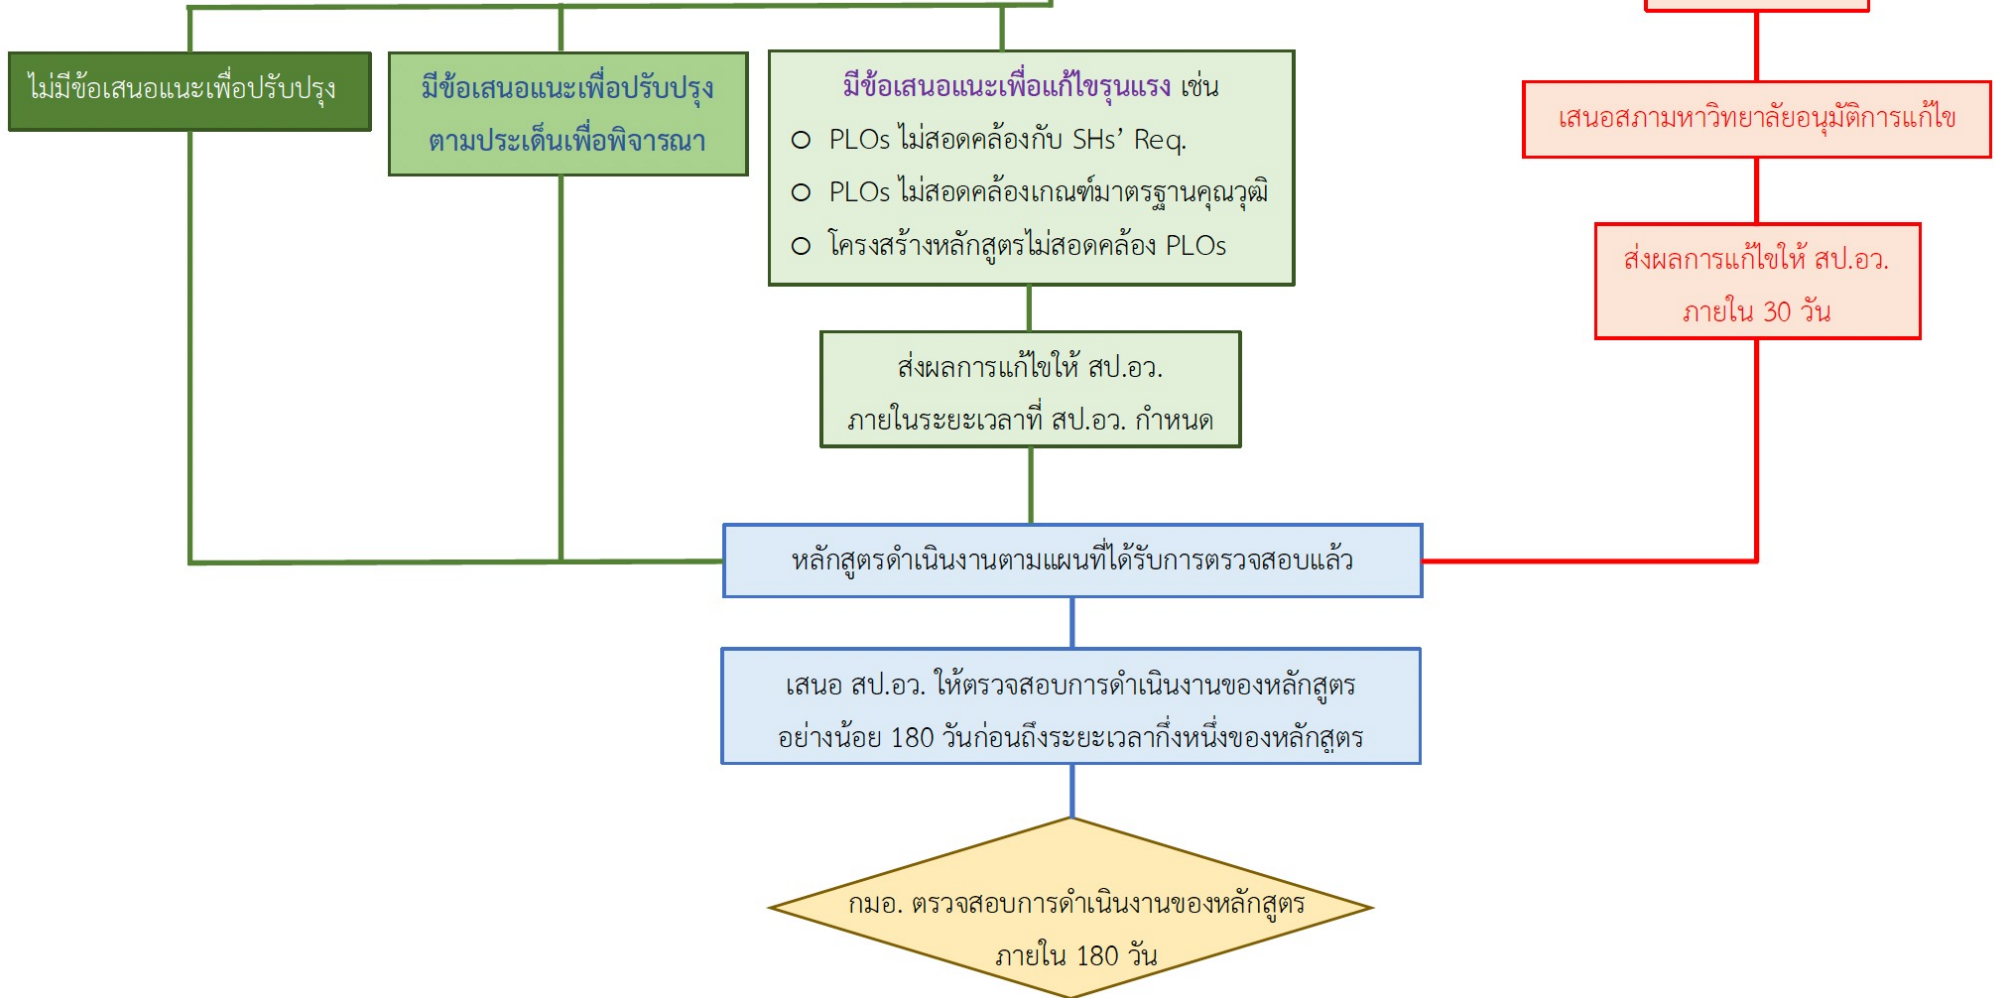 ไม่มีข้อเสนอแนะเพื่อปรับปรุง
มีข้อเสนอแนะเพื่อปรับปรุง
ตามประเด็นเพื่อพิจารณา
มีข้อเสนอแนะเพื่อแก้ไขรุนแรง เช่น
O PLOs ไม่สอดคล้องกับ SHs’ Req.
O PLOs ไม่สอดคล้องเกณฑ์มาตรฐานคุณวุฒิ
O โครงสร้างหลักสูตรไม่สอดคล้อง PLOs
เสนอสภามหาวิทยาลัยอนุมัติการแก้ไข
ส่งผลการแก้ไขให้ สป.อว.
ภายใน 30 วัน
ส่งผลการแก้ไขให้ สป.อว.
ภายในระยะเวลาที่ สป.อว. กำหนด
หลักสูตรดำเนินงานตามแผนที่ได้รับการตรวจสอบแล้ว
เสนอ สป.อว. ให้ตรวจสอบการดำเนินงานของหลักสูตร
อย่างน้อย 180 วันก่อนถึงระยะเวลากึ่งหนึ่งของหลักสูตร
กมอ. ตรวจสอบการดำเนินงานของหลักสูตร
ภายใน 180 วัน